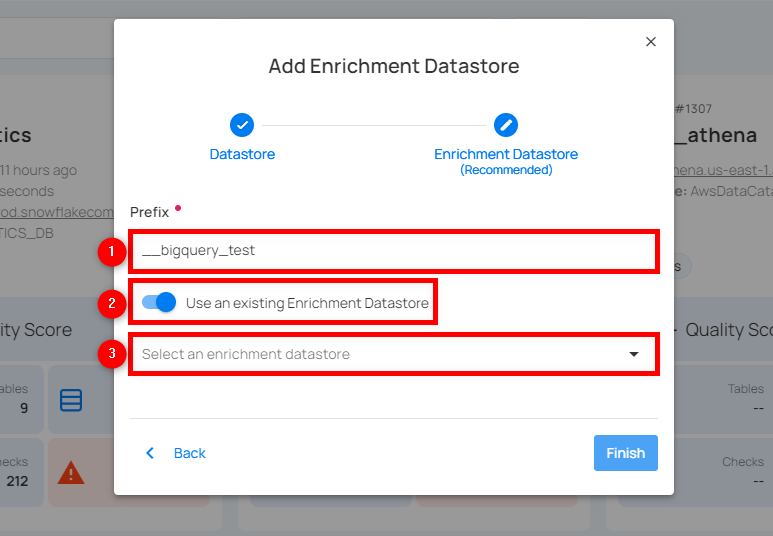 Add Enrichment Datastore
Datastore
Enrichment Datastore
(Recommended)
Prefix
1
__bigquery_test
2
Use an existing Enrichment Datastore
3
Select an enrichment datastore
Back
Finish
tics
11 hours ago
seconds
od.snowflakecom
TICS_DB
ity Score
ables
9
hecks
212
#1307
_athena
hena.us-east-1.
e: AwsDataCata
s
Quality Sco
Tables
--
Checks
--